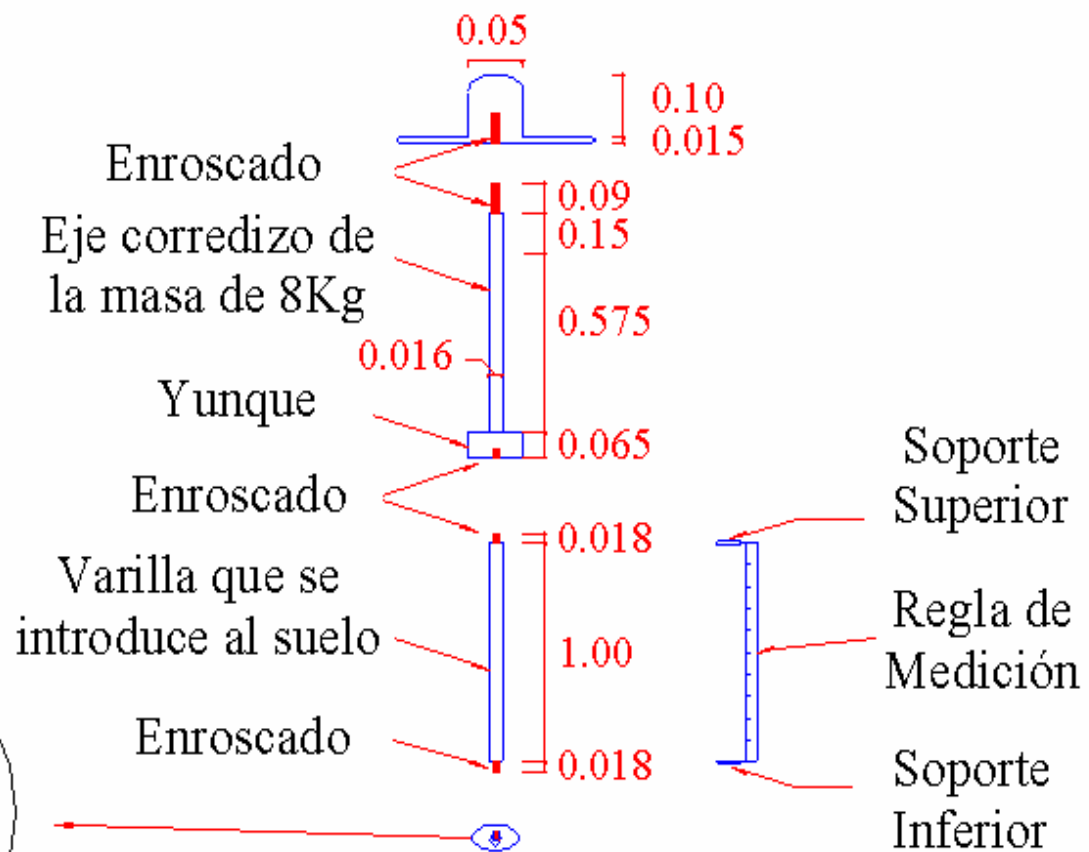 0.05
0.10
0.015
Enroscado
0.09
Eje corredizo de
la masa de 8Kg
0.15
0.575
0.016
Yunque
0.065
Enroscado
0.018
Soporte
Superior
Varilla que se
introduce al suelo
1.00
Regla de
Medición
Enroscado
0.018
Soporte
Inferior